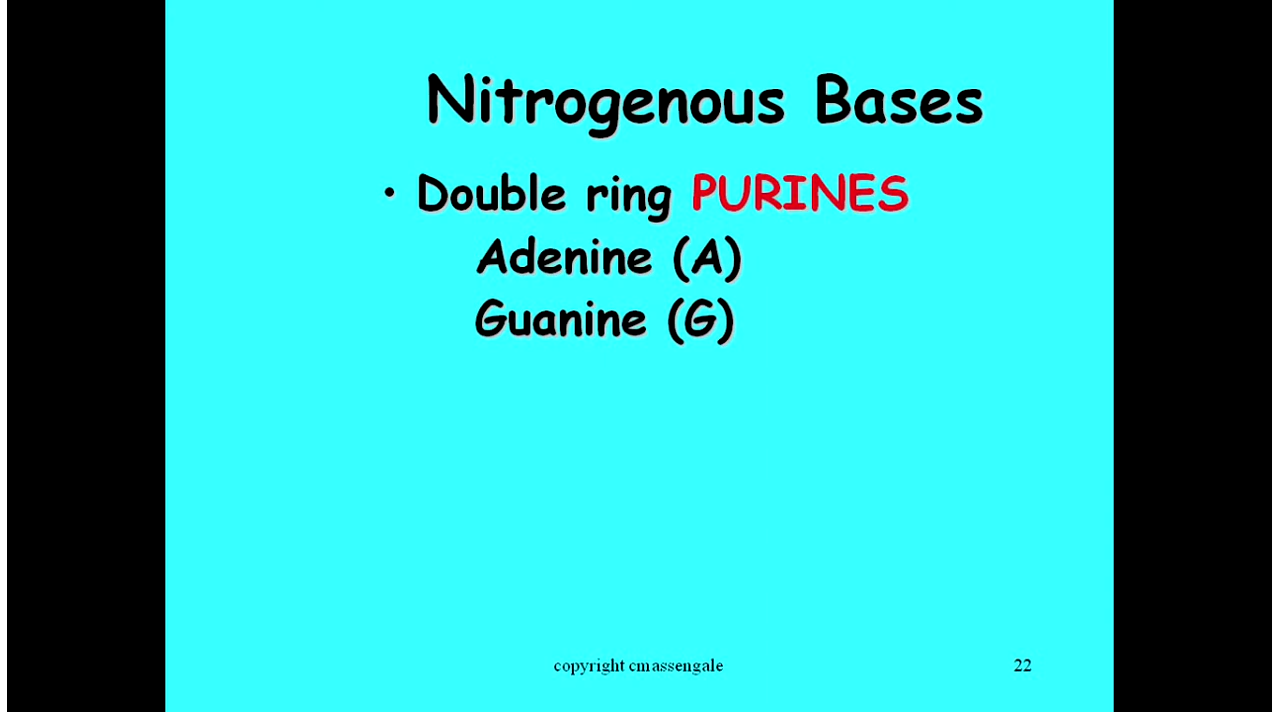 Nitrogenous Bases
• Double ring PURINES
Adenine (A)
Guanine (G)
copyright cmassengale
22